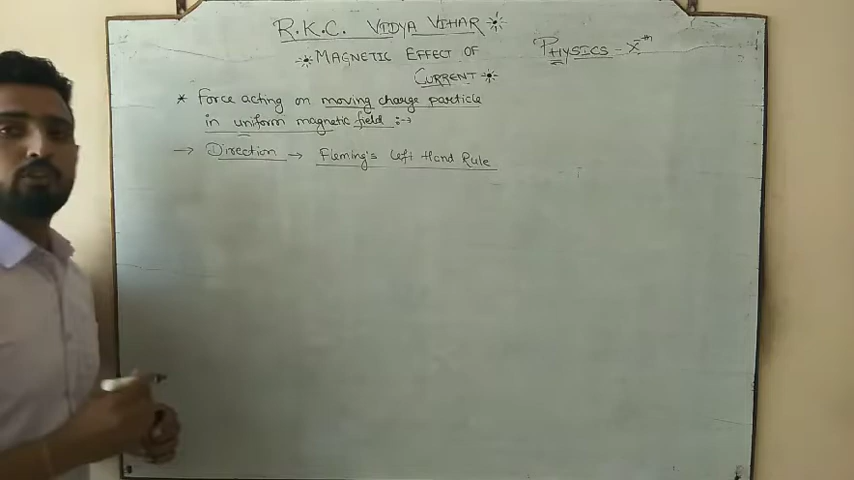 R.K.C. VIDYA VIHAR
MAGNETIC EFFECT OF
CURRENT
PHYSICS - X th
* Force acting on moving charge particle
in uniform magnetic field :→
→ Direction → Fleming's Left Hand Rule